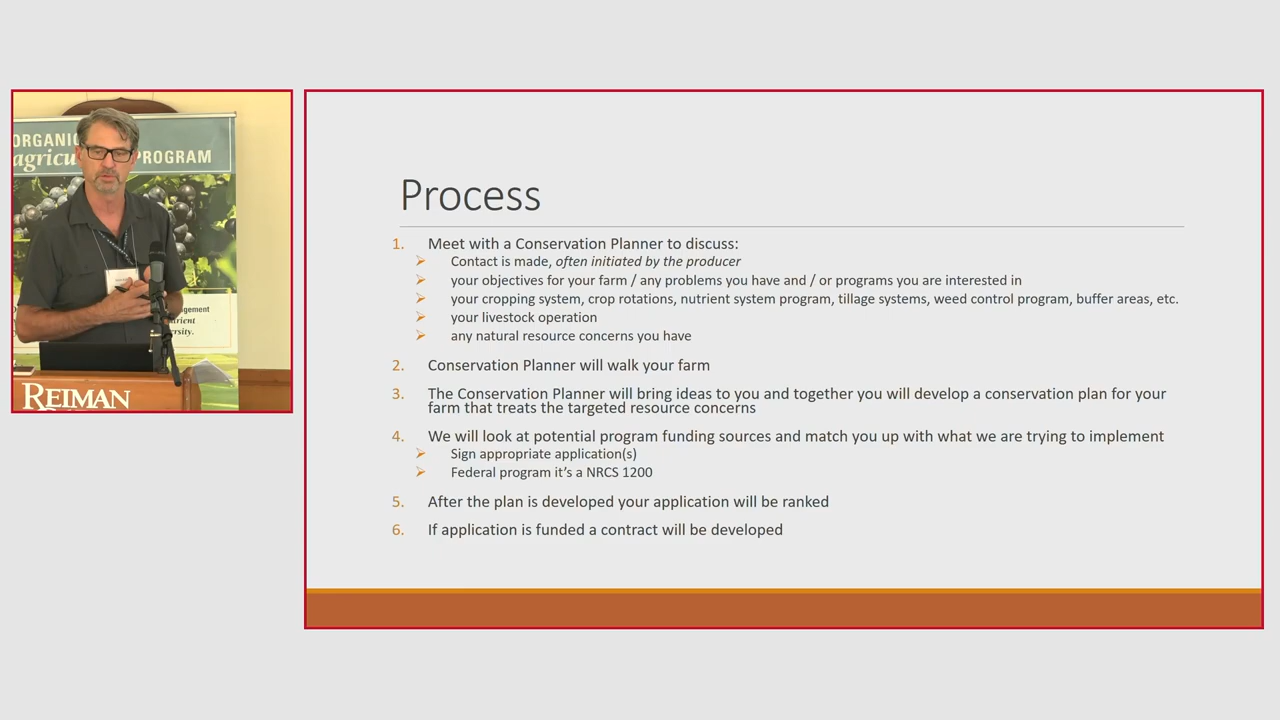 ORGANIC
agricu PROGRAM
REIMAN
Process
1. Meet with a Conservation Planner to discuss:
➢ Contact is made, often initiated by the producer
➢ your objectives for your farm / any problems you have and / or programs you are interested in
➢ your cropping system, crop rotations, nutrient system program, tillage systems, weed control program, buffer areas, etc.
➢ your livestock operation
➢ any natural resource concerns you have
2. Conservation Planner will walk your farm
3. The Conservation Planner will bring ideas to you and together you will develop a conservation plan for your
farm that treats the targeted resource concerns
4. We will look at potential program funding sources and match you up with what we are trying to implement
➢ Sign appropriate application(s)
➢ Federal program it’s a NRCS 1200
5. After the plan is developed your application will be ranked
6. If application is funded a contract will be developed